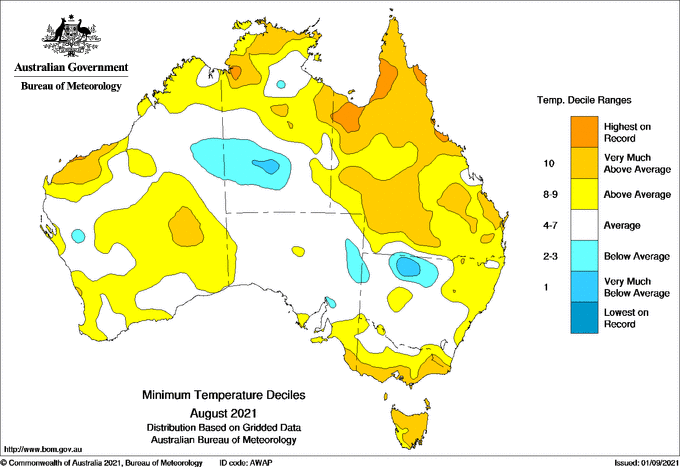 Australian Government
Bureau of Meteorology
Temp. Decile Ranges
Highest on
Record
10
Very Much
Above Average
8-9
Above Average
4-7
Average
2-3
Below Average
1
Very Much
Below Average
Lowest on
Record
Minimum Temperature Deciles
August 2021
Distribution Based on Gridded Data
Australian Bureau of Meteorology
http://www.bom.gov.au
© Commonwealth of Australia 2021, Bureau of Meteorology
ID code: AWAP
Issued: 01/09/2021